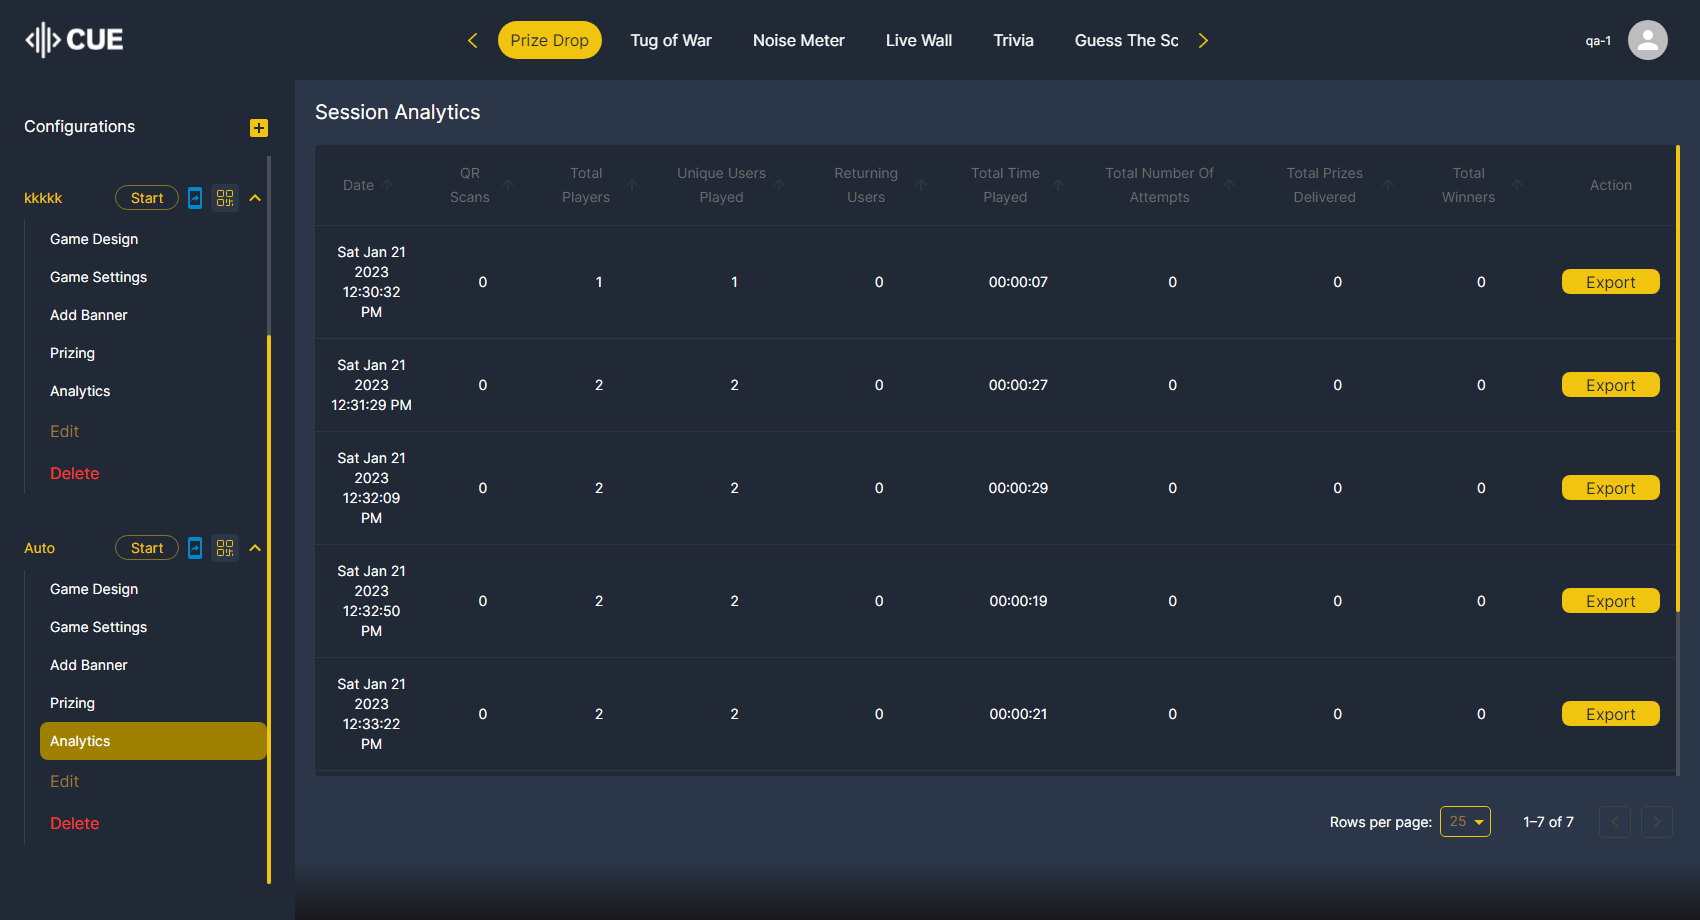 CUE
Prize Drop
Tug of War
Noise Meter
Live Wall
Trivia
Guess The Sc
qa-1
Configurations
kkkkk
Start
Game Design
Game Settings
Add Banner
Prizing
Analytics
Edit
Delete
Auto
Start
Game Design
Game Settings
Add Banner
Prizing
Analytics
Edit
Delete
Session Analytics
Date
QR
Scans
Total
Players
Unique Users
Played
Returning
Users
Total Time
Played
Total Number Of
Attempts
Total Prizes
Delivered
Total
Winners
Action
Sat Jan 21
2023
12:30:32
PM
0
1
1
0
00:00:07
0
0
0
Export
Sat Jan 21
2023
12:31:29 PM
0
2
2
0
00:00:27
0
0
0
Export
Sat Jan 21
2023
12:32:09
PM
0
2
2
0
00:00:29
0
0
0
Export
Sat Jan 21
2023
12:32:50
PM
0
2
2
0
00:00:19
0
0
0
Export
Sat Jan 21
2023
12:33:22
PM
0
2
2
0
00:00:21
0
0
0
Export
Rows per page:
25
1–7 of 7